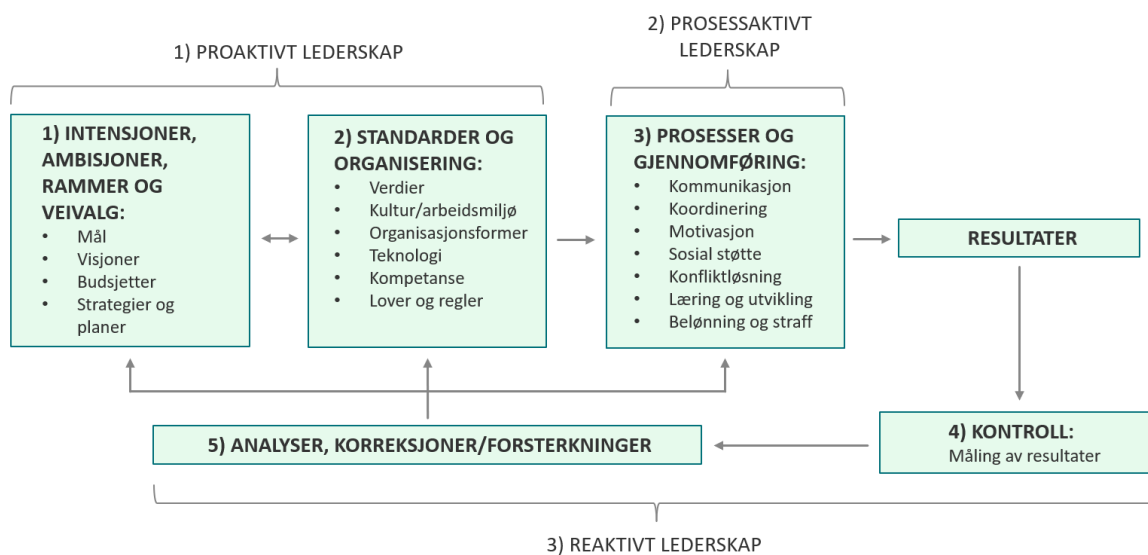 1) PROAKTIVT LEDERSKAP
2) PROSESSAKTIVT
LEDERSKAP
1) INTENSJONER,
AMBISJONER,
RAMMER OG
VEIVALG:
• Mål
• Visjoner
• Budsjetter
• Strategier og
planer
2) STANDARDER OG
ORGANISERING:
• Verdier
• Kultur/arbeidsmiljø
• Organisasjonsformer
• Teknologi
• Kompetanse
• Lover og regler
3) PROSESSER OG
GJENNOMFØRING:
• Kommunikasjon
• Koordinering
• Motivasjon
• Sosial støtte
• Konfliktløsning
• Læring og utvikling
• Belønning og straff
RESULTATER
4) KONTROLL:
Måling av resultater
5) ANALYSER, KORREKSJONER/FORSTERKNINGER
3) REAKTIVT LEDERSKAP